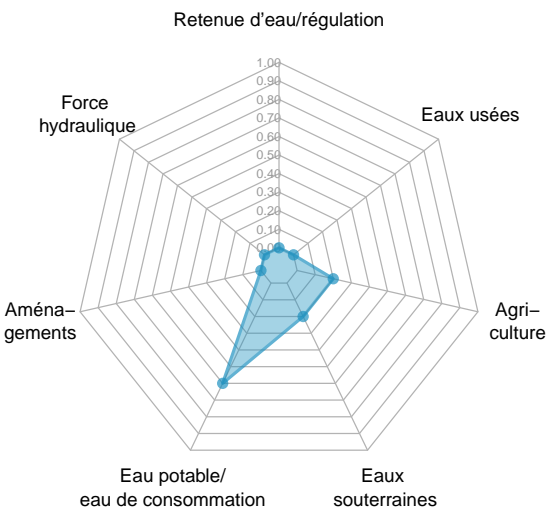 Retenue d'eau/régulation
Force
hydraulique
Eaux usées
1.00
0.90
0.80
0.70
0.60
0.50
0.40
0.30
0.20
0.10
0.00
Aména–
gements
Agri–
culture
Eau potable/
eau de consommation
Eaux
souterraines